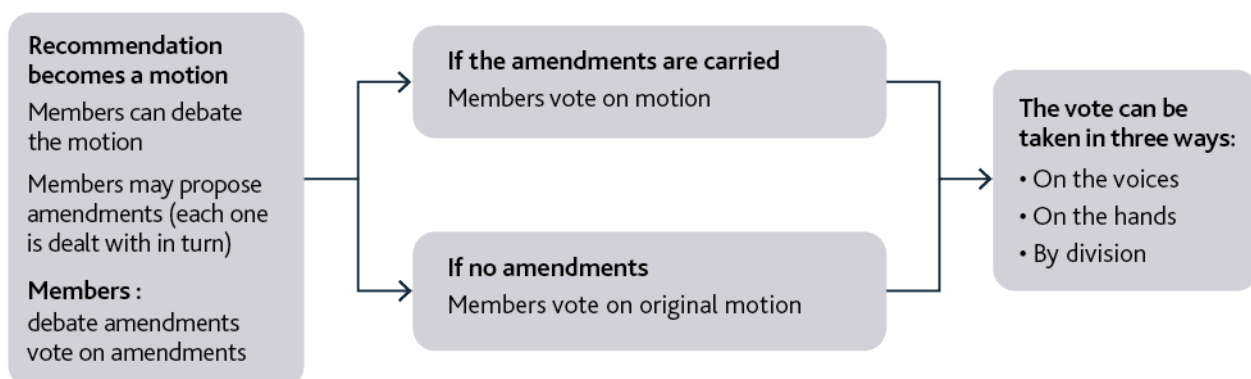 Recommendation
becomes a motion
Members can debate
the motion
Members may propose
amendments (each one
is dealt with in turn)
Members :
debate amendments
vote on amendments
If the amendments are carried
Members vote on motion
If no amendments
Members vote on original motion
The vote can be
taken in three ways:
• On the voices
• On the hands
• By division